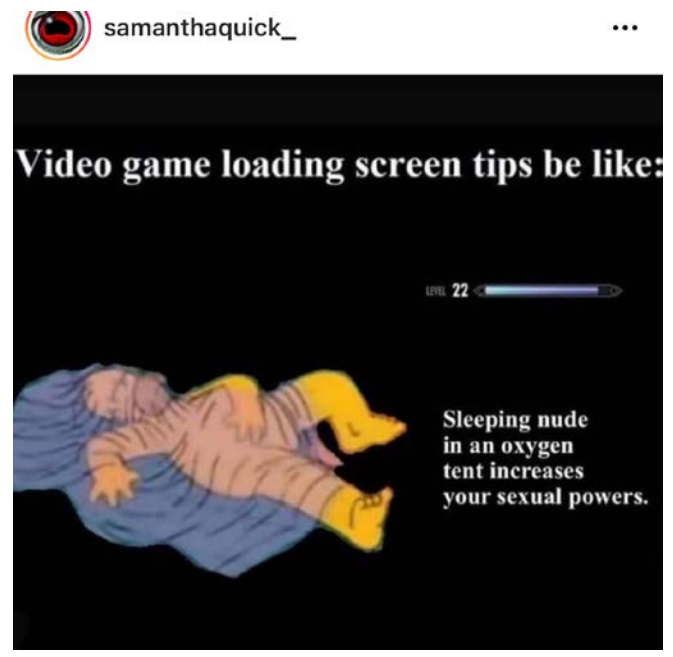 samanthaquick_
Video game loading screen tips be like:
LEVEL 22
Sleeping nude
in an oxygen
tent increases
your sexual powers.